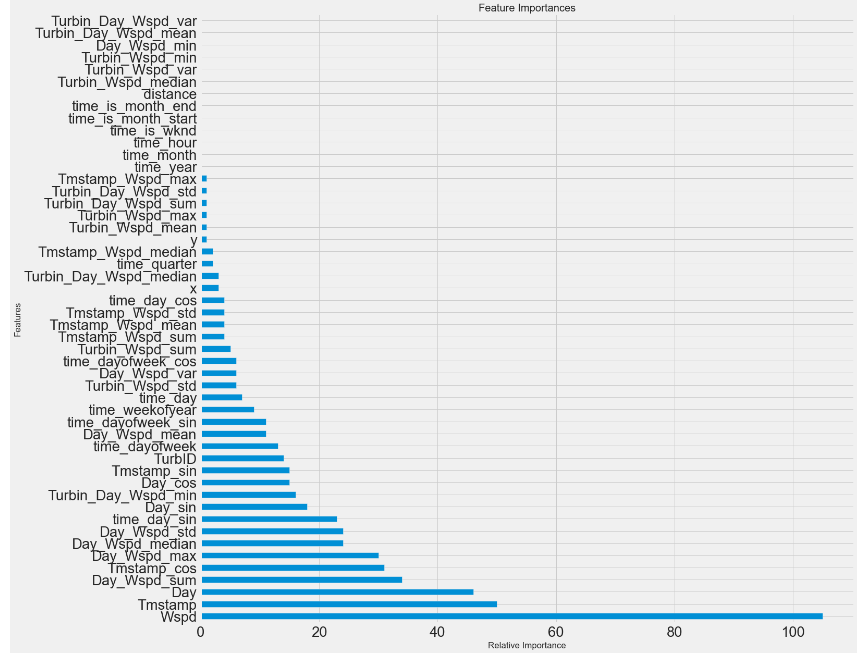 Feature Importances
Turbin_Day_Wspd_var
Turbin_Day_Wspd_mean
Day_Wspd_min
Turbin_Wspd_min
Turbin_Wspd_var
Turbin_Wspd_median
distance
time_is_month_end
time_is_month_start
time_is_wknd
time_hour
time_month
time_year
Tmstamp_Wspd_max
Turbin_Day_Wspd_std
Turbin_Day_Wspd_sum
Turbin_Wspd_max
Turbin_Wspd_mean
y
Tmstamp_Wspd_median
time_quarter
Turbin_Day_Wspd_median
x
time_day_cos
Tmstamp_Wspd_std
Tmstamp_Wspd_mean
Tmstamp_Wspd_sum
Turbin_Wspd_sum
time_dayofweek_cos
Day_Wspd_var
Turbin_Wspd_std
time_day
time_weekofyear
time_dayofweek_sin
Day_Wspd_mean
time_dayofweek
TurbID
Tmstamp_sin
Day_cos
Turbin_Day_Wspd_min
Day_sin
time_day_sin
Day_Wspd_std
Day_Wspd_median
Day_Wspd_max
Tmstamp_cos
Day_Wspd_sum
Day
Tmstamp
Wspd
Features
0 20 40 60 80 100
Relative Importance